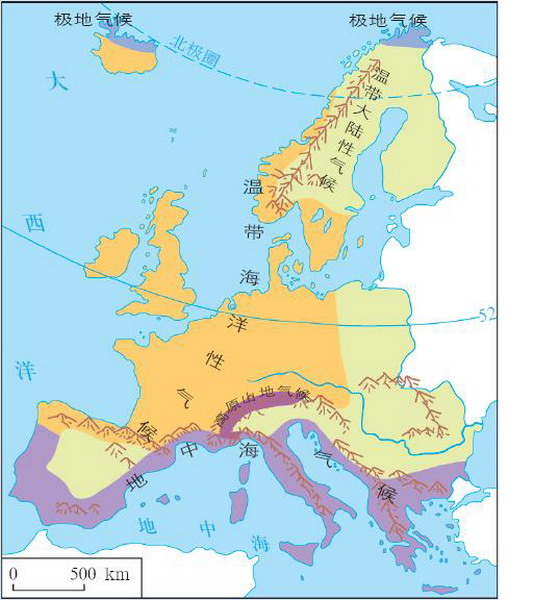 极地气候
极地气候
北极圈
大西洋
温带大陆性气候
温带海洋性气候
52
高原山地气候
地中海气候
地中海
0 500 km